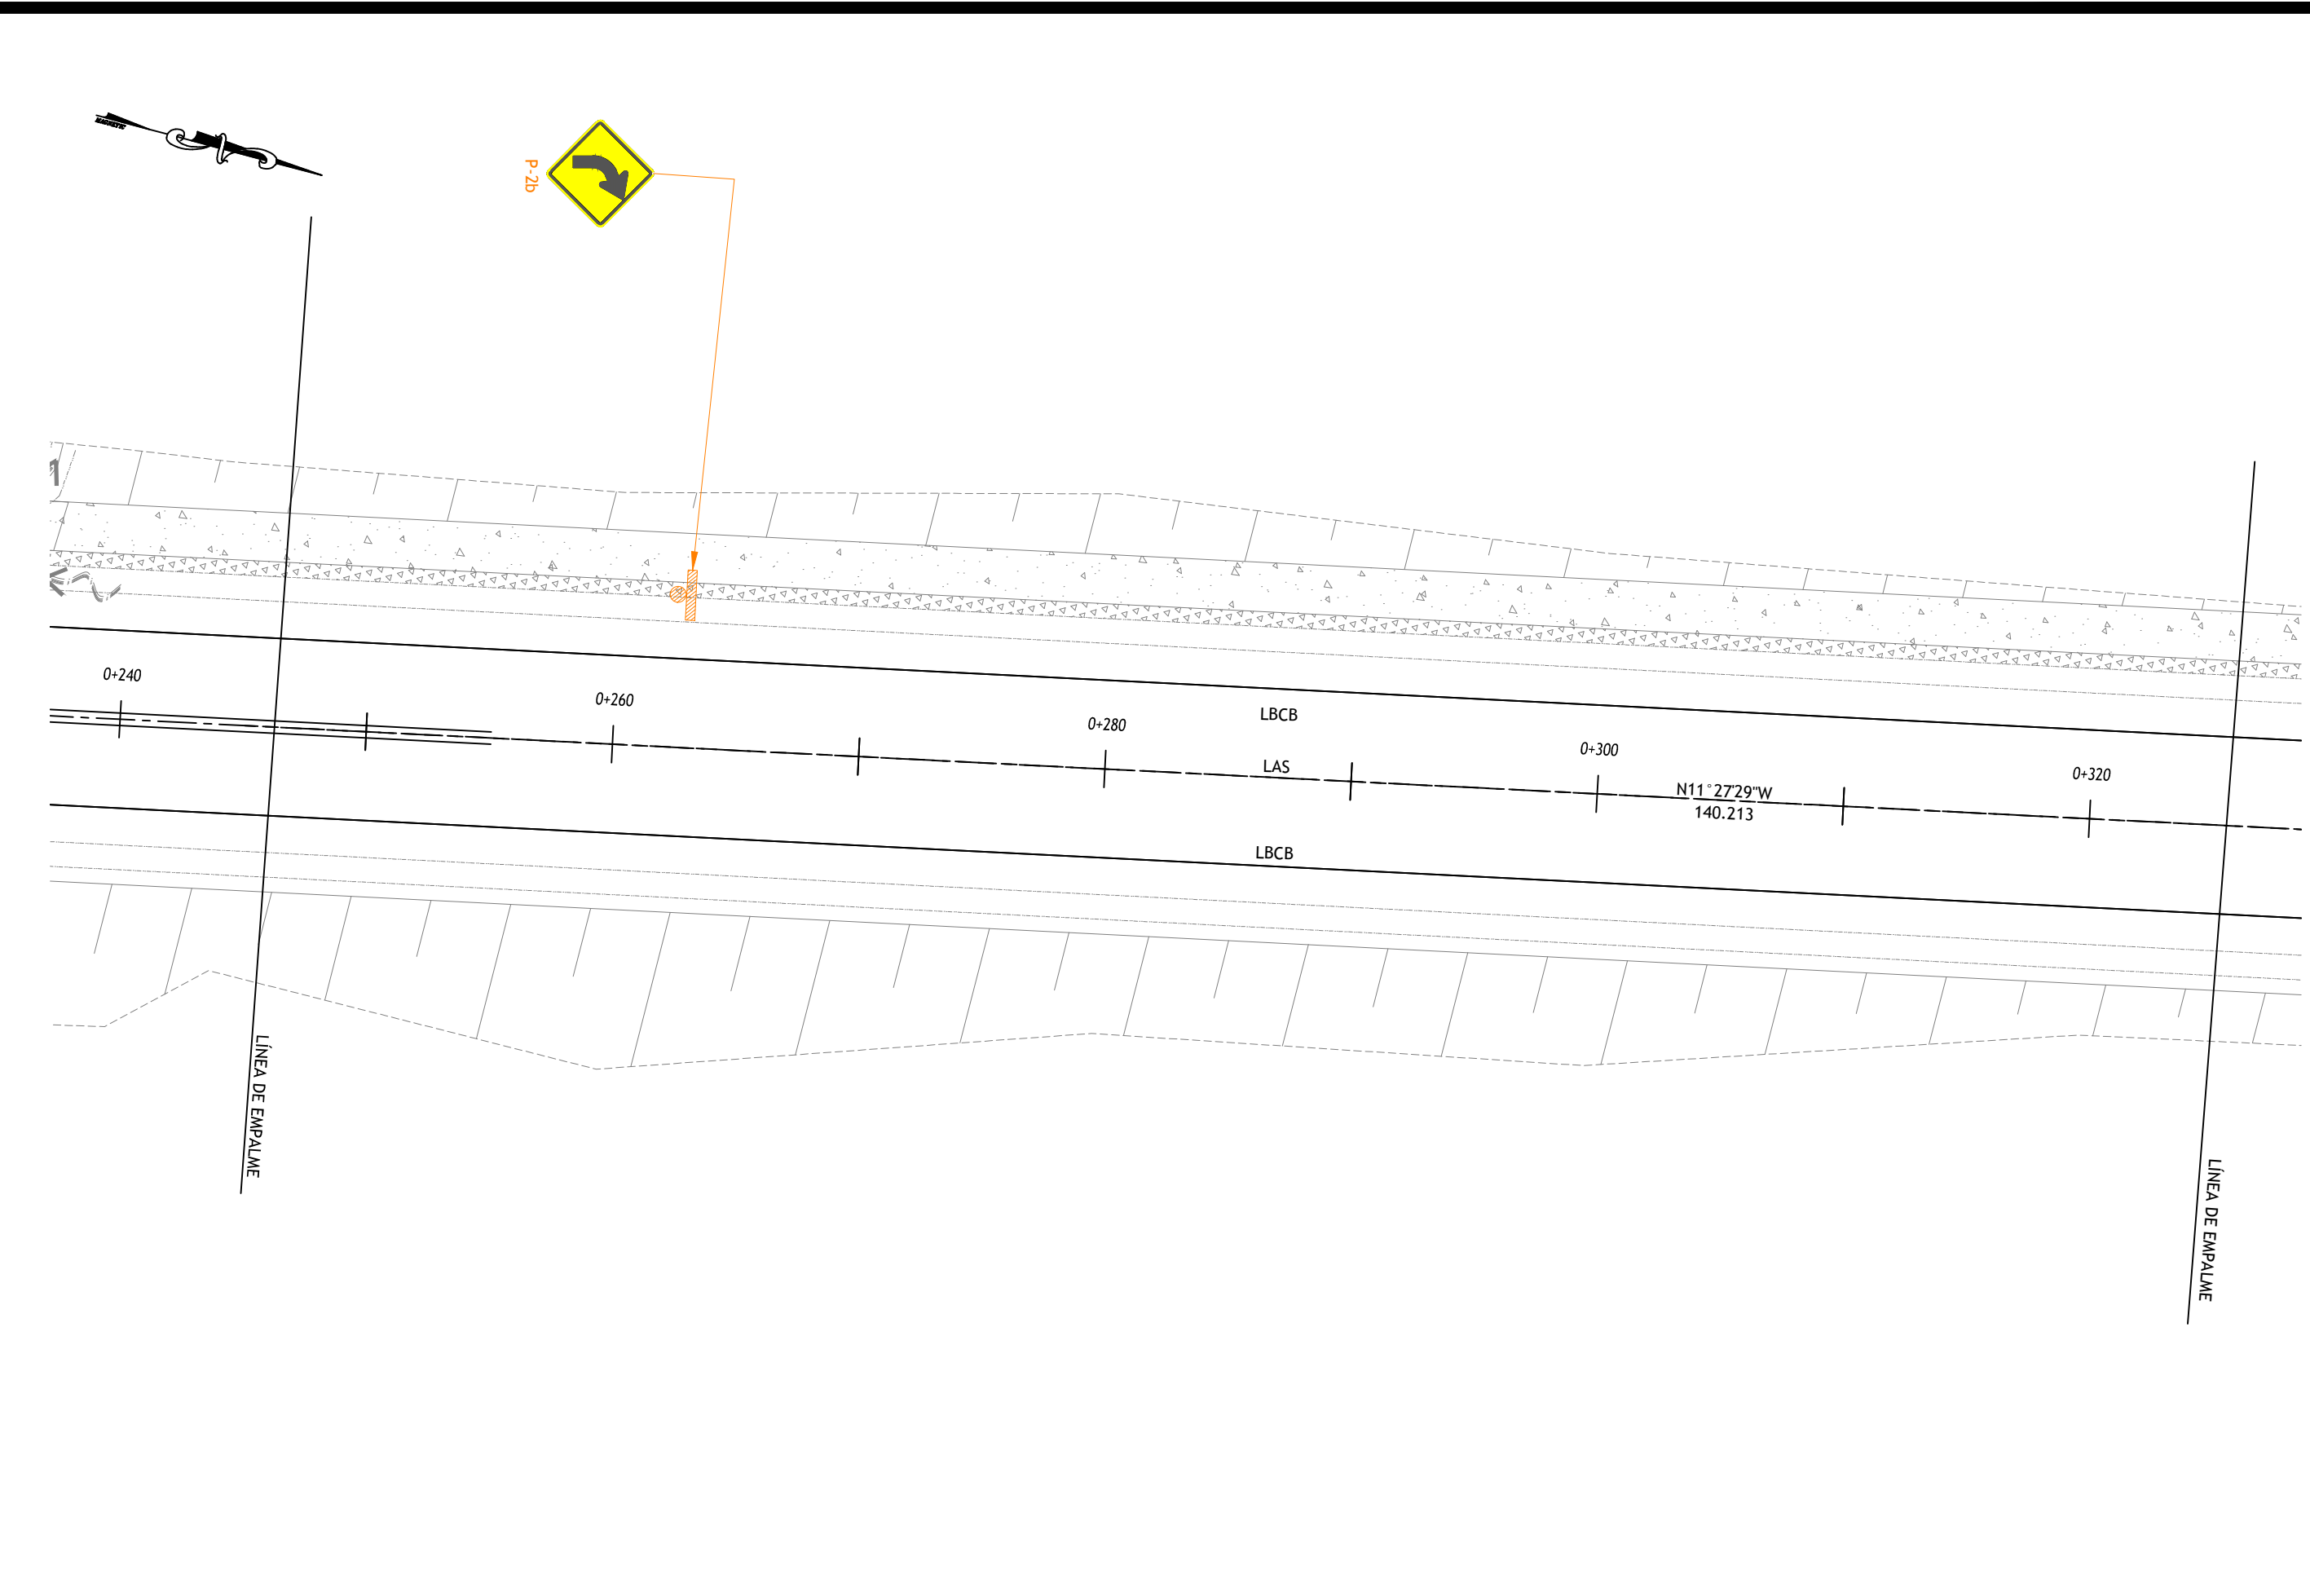 MAGNETIC
P-2b
0+240
0+260
0+280
LBCB
0+300
0+320
LAS
N11°27'29"W
140.213
LBCB
LÍNEA DE EMPALME
LÍNEA DE EMPALME